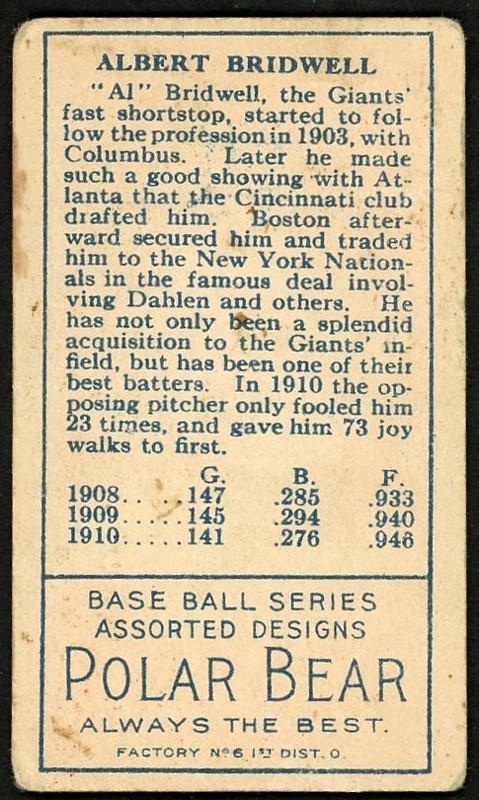 ALBERT BRIDWELL
"Al" Bridwell, the Giants'
fast shortstop, started to fol-
low the profession in 1903, with
Columbus. Later he made
such a good showing with At-
lanta that the Cincinnati club
drafted him. Boston after-
ward secured him and traded
him to the New York Nation-
als in the famous deal invol-
ving Dahlen and others. He
has not only been a splendid
acquisition to the Giants' in-
field, but has been one of their
best batters. In 1910 the op-
posing pitcher only fooled him
23 times, and gave him 73 joy
walks to first.
G. B. F.
1908.....147 .285 .933
1909.....145 .294 .940
1910.....141 .276 .946
BASE BALL SERIES
ASSORTED DESIGNS
POLAR BEAR
ALWAYS THE BEST.
FACTORY Nº 6 1ST DIST. O.